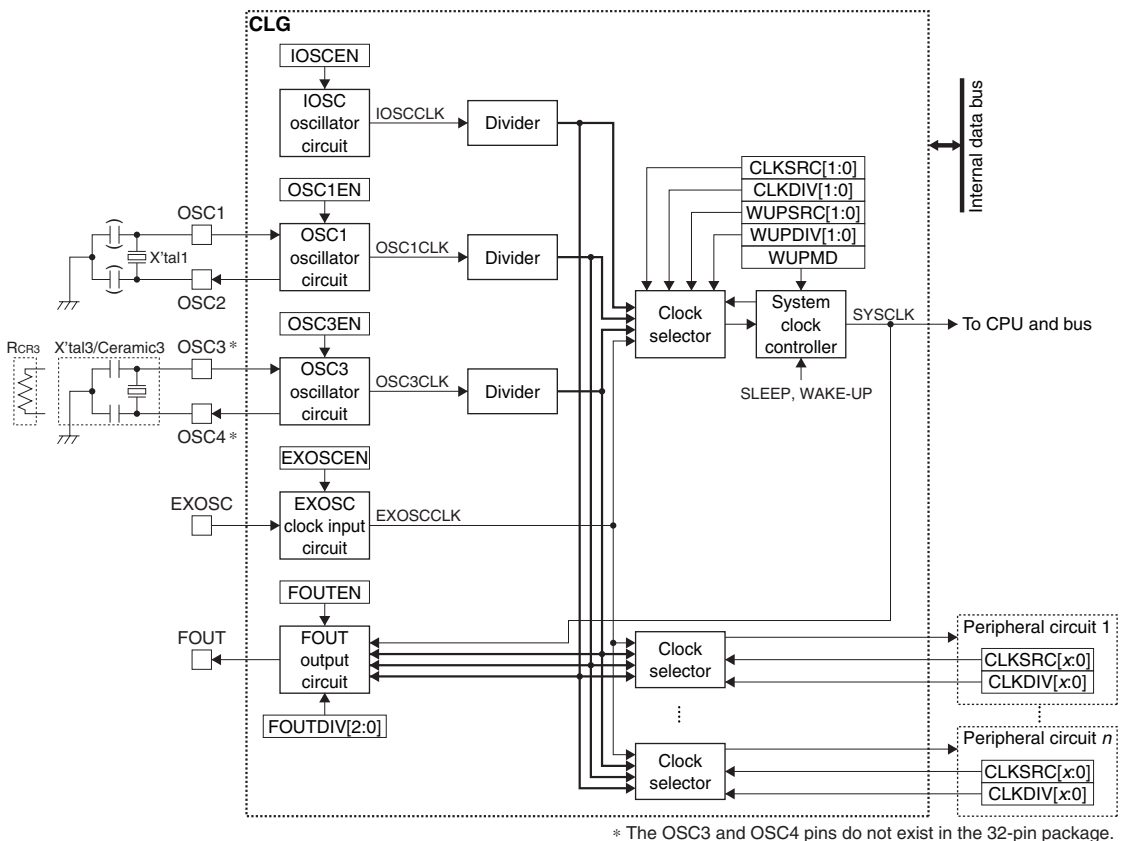 CLG
IOSCEN
IOSC
oscillator
circuit
IOSCCLK
Divider
Internal data bus
CLKSRC[1:0]
CLKDIV[1:0]
WUPSRC[1:0]
WUPDIV[1:0]
WUPMD
OSC1EN
OSC1
X'tal1
OSC2
OSC1
oscillator
circuit
OSC1CLK
Divider
Clock
selector
System
clock
controller
SYSCLK
To CPU and bus
SLEEP, WAKE-UP
OSC3EN
RCR3
X'tal3/Ceramic3
OSC3*
OSC4*
OSC3
oscillator
circuit
OSC3CLK
Divider
EXOSCEN
EXOSC
EXOSC
clock input
circuit
EXOSCCLK
FOUTEN
FOUT
FOUT
output
circuit
FOUTDIV[2:0]
Clock
selector
Peripheral circuit 1
CLKSRC[x:0]
CLKDIV[x:0]
Clock
selector
Peripheral circuit n
CLKSRC[x:0]
CLKDIV[x:0]
* The OSC3 and OSC4 pins do not exist in the 32-pin package.